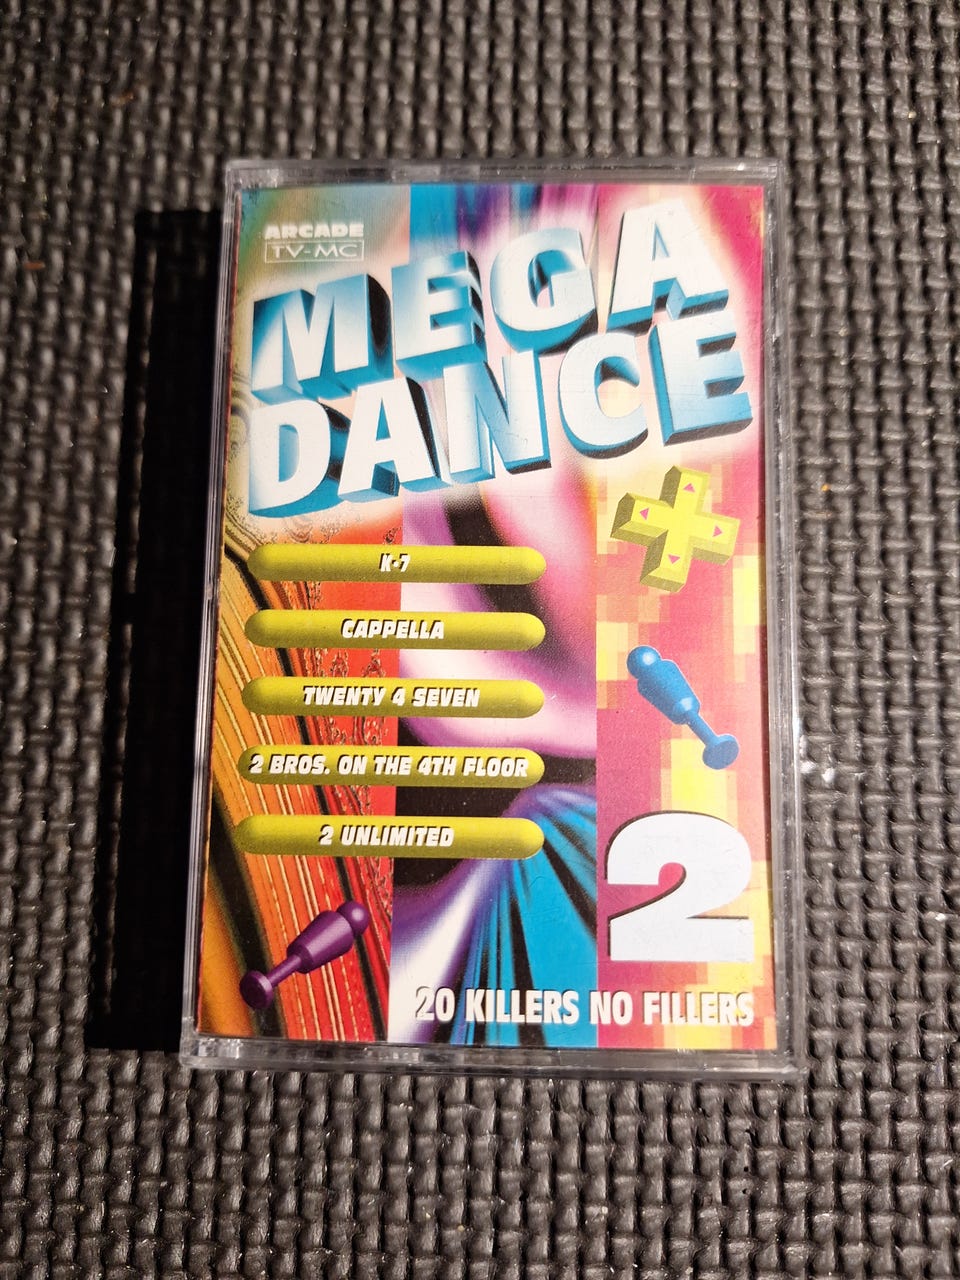 ARCADE
TV-MC
MEGA
DANCE
K-7
CAPPELLA
TWENTY 4 SEVEN
2 BROS. ON THE 4TH FLOOR
2 UNLIMITED
2
20 KILLERS NO FILLERS